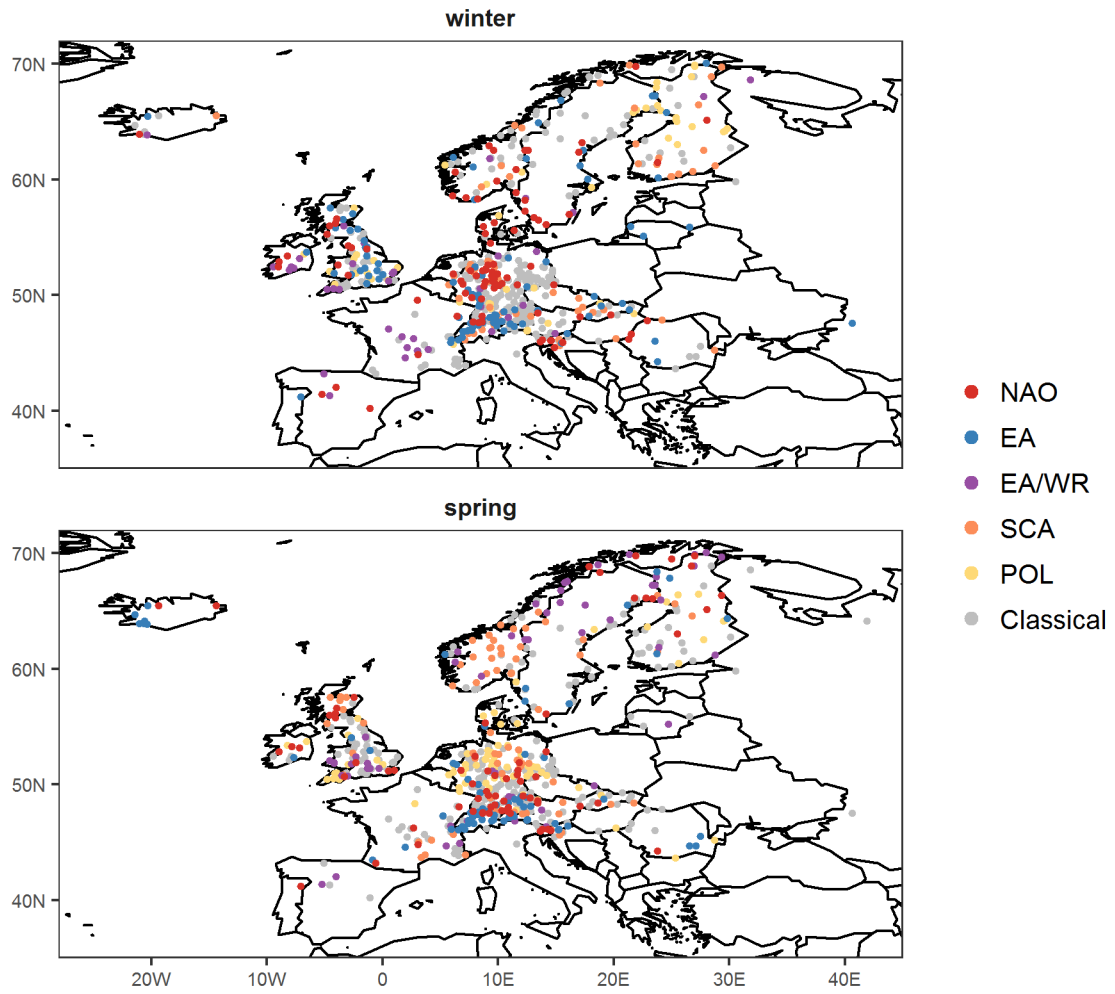 winter
70N
60N
50N
40N
NAO
EA
EA/WR
SCA
POL
Classical
spring
70N
60N
50N
40N
20W
10W
0
10E
20E
30E
40E